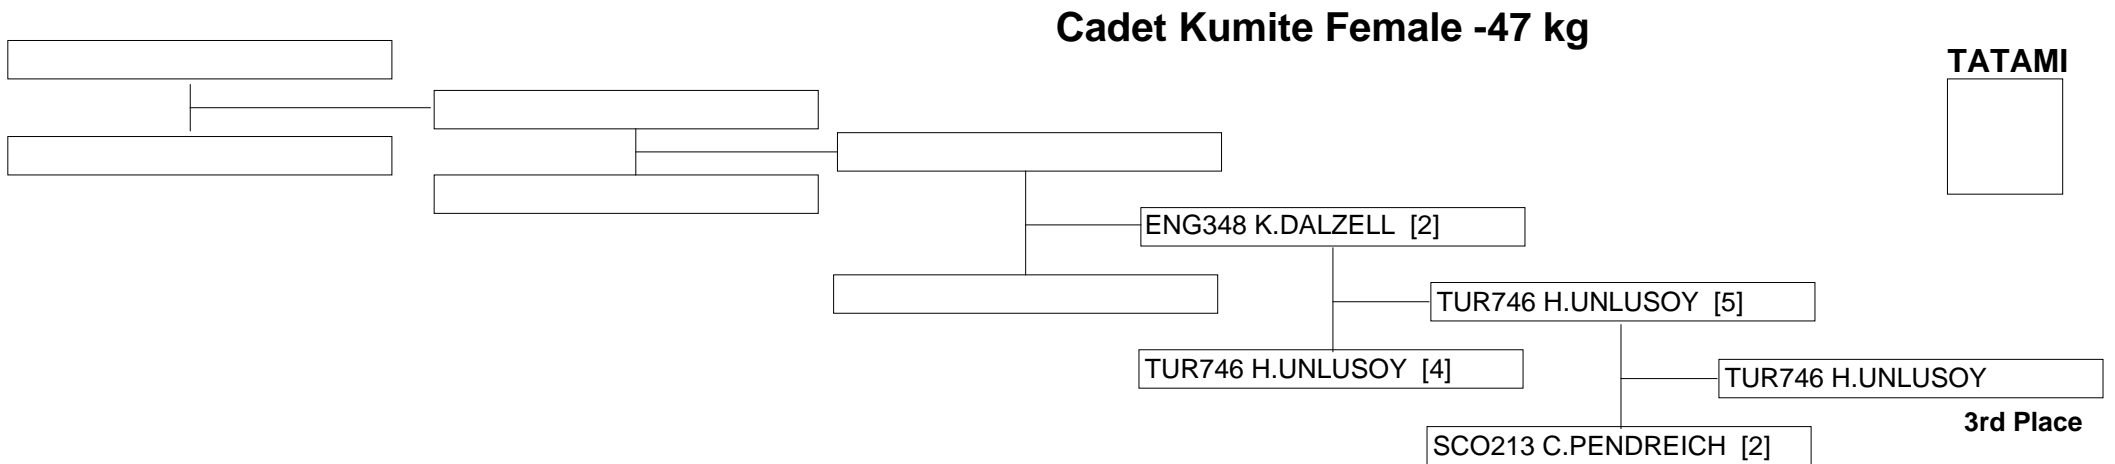 Cadet Kumite Female -47 kg
TATAMI
ENG348 K.DALZELL [2]
TUR746 H.UNLUSOY [5]
TUR746 H.UNLUSOY [4]
TUR746 H.UNLUSOY
3rd Place
SCO213 C.PENDREICH [2]